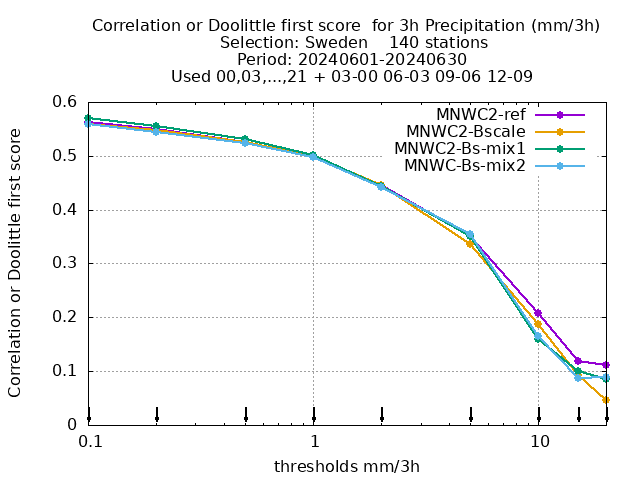 Correlation or Doolittle first score  for 3h Precipitation (mm/3h)
Selection: Sweden    140 stations
Period: 20240601-20240630
Used 00,03,...,21 + 03-00 06-03 09-06 12-09
MNWC2-ref
MNWC2-Bscale
MNWC2-Bs-mix1
MNWC-Bs-mix2
Correlation or Doolittle first score
0.6
0.5
0.4
0.3
0.2
0.1
0
0.1 1 10
thresholds mm/3h